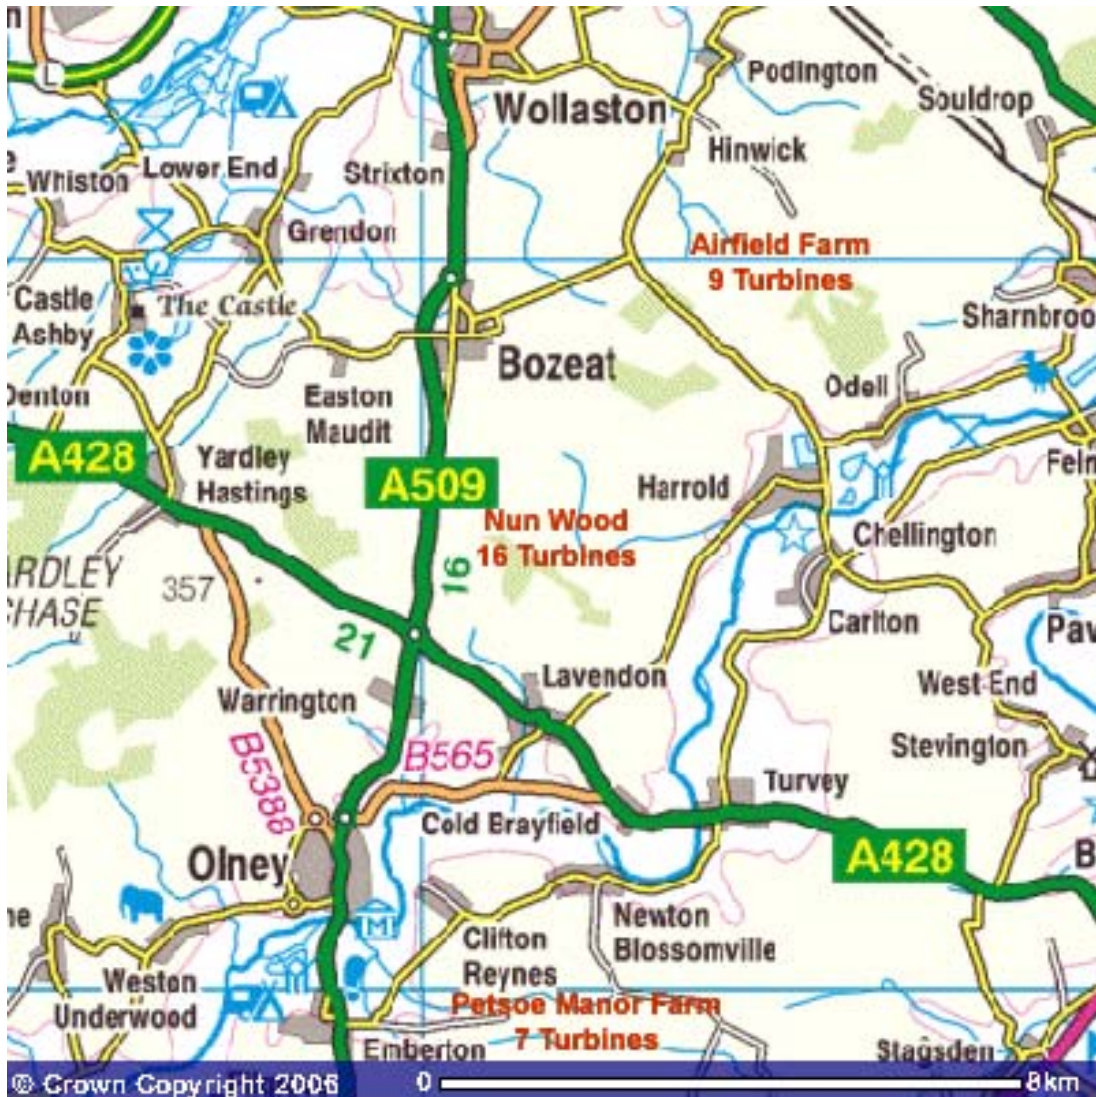 Podington
Souldrop
Wollaston
Hinwick
Lower End
Strixton
Whiston
Grendon
Airfield Farm
9 Turbines
Castle
Ashby
The Castle
Sharnbroo
Bozeat
Odell
Denton
Easton
Maudit
A428
Yardley
Hastings
A509
Harrold
Feln
Nun Wood
16 Turbines
Chellington
16
ARDLEY
CHASE
357
21
Carlton
Pav
Lavendon
West End
Warrington
Stevington
B5388
B565
Turvey
Cold Brayfield
Olney
A428
B
ne
Newton
Blossomville
Clifton
Reynes
M
Weston
Underwood
Petsoe Manor Farm
7 Turbines
Emberton
Stagsden
© Crown Copyright 2006
0
8km